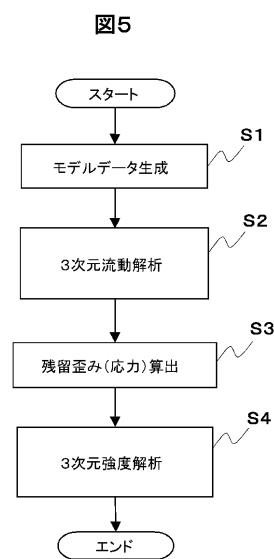 図5
スタート
S1
モデルデータ生成
S2
3次元流動解析
S3
残留歪み(応力)算出
S4
3次元強度解析
エンド